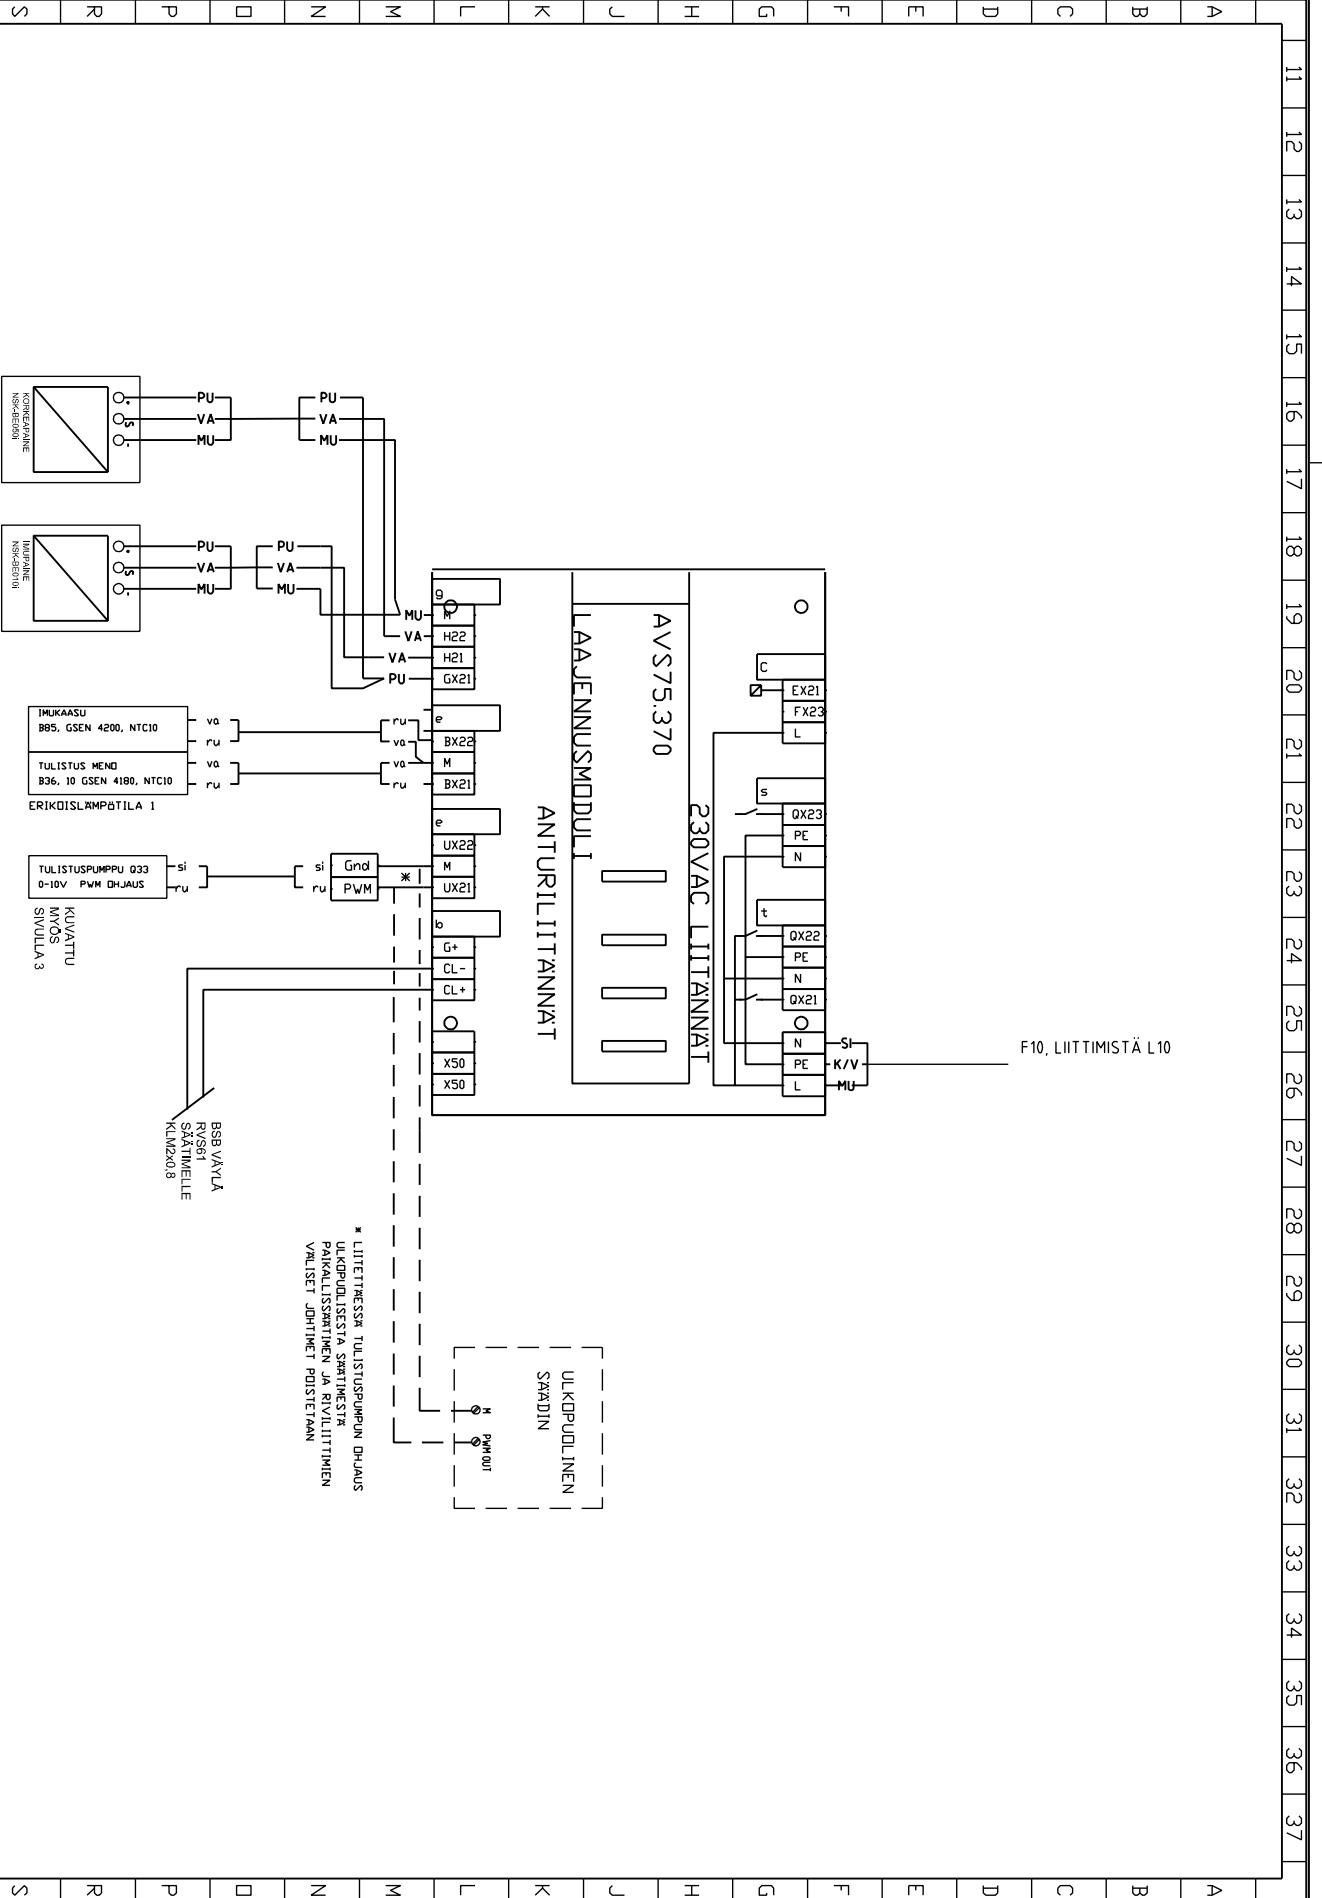 S R P O N M L K J H G F E D C B A
11
12
13
14
15
16
17
18
19
20
21
22
23
24
25
26
27
28
29
30
31
32
33
34
35
36
37
KORKEAPAINE
NSK-BE050i
+
S
-
PU
VA
MU
PU
VA
MU
IMUPAINE
NSK-BE010i
+
S
-
PU
VA
MU
PU
VA
MU
MU
VA
VA
PU
g
M
H22
H21
GX21
e
BX22
M
BX21
e
UX22
M
UX21
b
G+
CL-
CL+
X50
X50
IMUKAASU
B85, GSEN 4200, NTC10
TULISTUS MENO
B36, 10 GSEN 4180, NTC10
ERIKOISLÄMPÖTILA 1
va
ru
va
ru
ru
va
va
ru
TULISTUSPUMPPU Q33
0-10V PWM OHJAUS
si
ru
si
ru
Gnd
PWM
*
KUVATTU
MYÖS
SIVULLA 3
BSB VÄYLÄ
RVS61
SÄÄTIMELLE
KLM2x0,8
AVS75.370
LAAJENNUSMODULI
230VAC LIITÄNNÄT
ANTURILIITÄNNÄT
C
EX21
FX23
L
s
QX23
PE
N
t
QX22
PE
N
QX21
N
PE
L
SI
K/V
MU
F10, LIITTIMISTÄ L10
* LIITETTÄESSÄ TULISTUSPUMPUN OHJAUS
ULKOPUOLISESTA SÄÄTIMESTÄ
PAIKALLISSÄÄTIMEN JA RIVILIITTIMIEN
VÄLISET JOHTIMET POISTETAAN
ULKOPUOLINEN
SÄÄDIN
M
PWM OUT
S R P O N M L K J H G F E D C B A